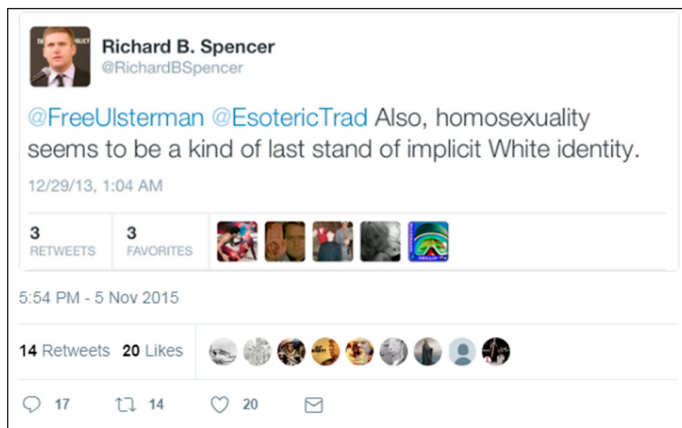 Richard B. Spencer
@RichardBSpencer
@FreeUlsterman @EsotericTrad Also, homosexuality
seems to be a kind of last stand of implicit White identity.
12/29/13, 1:04 AM
3 3
RETWEETS FAVORITES
5:54 PM - 5 Nov 2015
14 Retweets 20 Likes
17 14 20